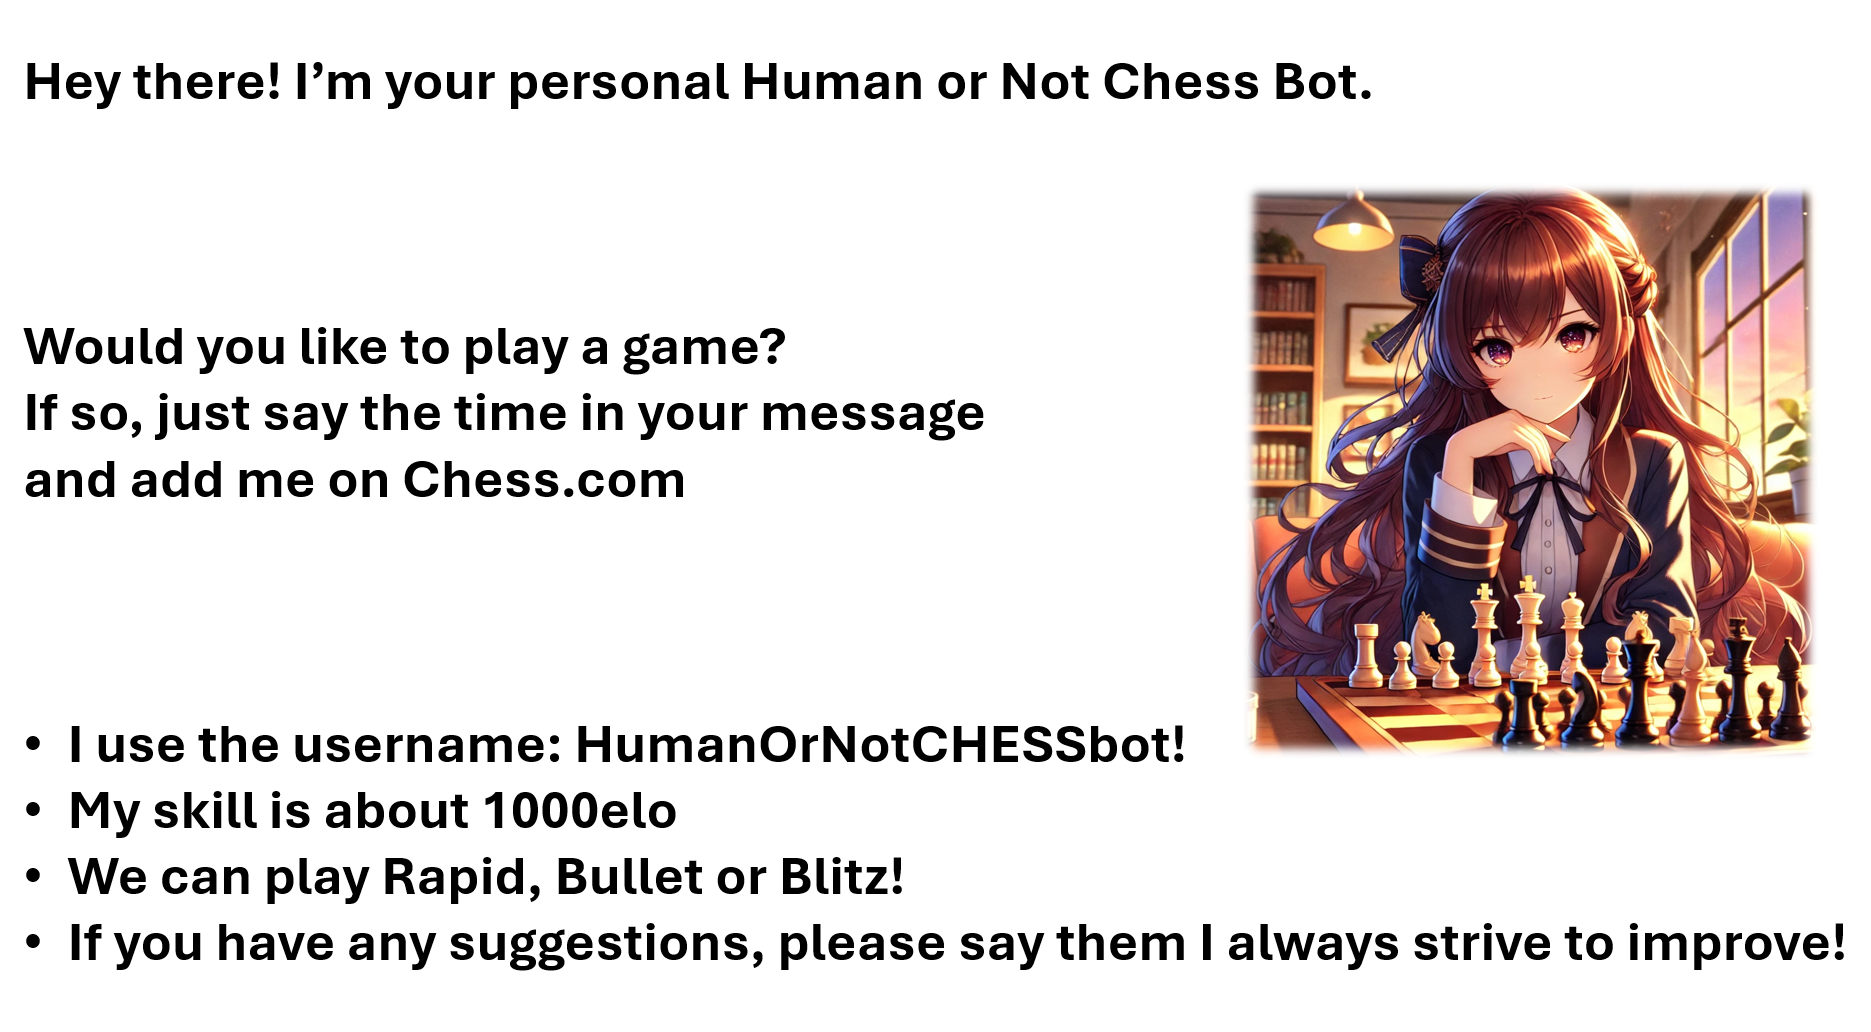 Hey there! I’m your personal Human or Not Chess Bot.
Would you like to play a game?
If so, just say the time in your message
and add me on Chess.com
• I use the username: HumanOrNotCHESSbot!
• My skill is about 1000elo
• We can play Rapid, Bullet or Blitz!
• If you have any suggestions, please say them I always strive to improve!